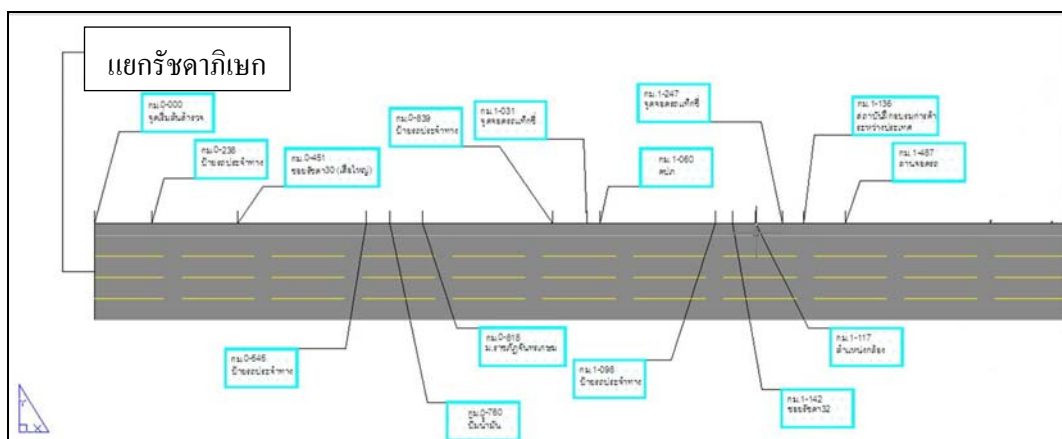 แยกรัชดาภิเษก
กม.0-000
จุดเริ่มต้นสำรวจ
กม.0-238
ป้ายรถประจำทาง
กม.0-451
ซอยรัชดา30 (เสือใหญ่)
กม.0-839
ป้ายรถประจำทาง
กม.1-031
จุดจอดรถแท็กซี่
กม.1-060
คปภ
กม.1-247
จุดจอดรถแท็กซี่
กม.1-136
สถาบันฝึกอบรมการค้า
ระหว่างประเทศ
กม.1-487
ลานจอดรถ
กม.0-646
ป้ายรถประจำทาง
กม.0-760
ปั๊มน้ำมัน
กม.0-818
ม.ราชภัฏจันทรเกษม
กม.1-098
ป้ายรถประจำทาง
กม.1-142
ซอยรัชดา32
กม.1-117
ตำแหน่งกล้อง
Y
X